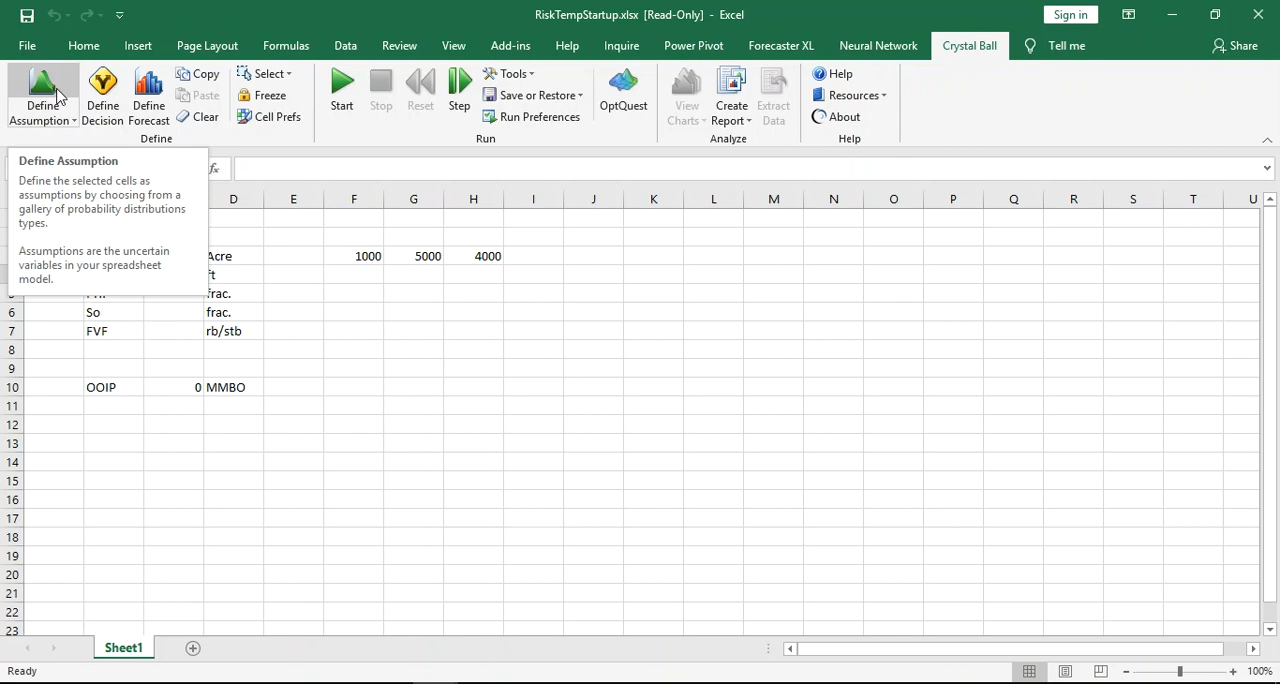 RiskTempStartup.xlsx [Read-Only] - Excel
Sign in
File Home Insert Page Layout Formulas Data Review View Add-ins Help Inquire Power Pivot Forecaster XL Neural Network Crystal Ball Tell me Share
Define Assumption
Define Decision
Define Forecast
Copy
Paste
Clear
Select
Freeze
Cell Prefs
Define
Start
Stop
Reset
Step
Tools
Save or Restore
Run Preferences
Run
OptQuest
View Charts
Create Report
Extract Data
Analyze
Help
Resources
About
Help
fx
Define Assumption
Define the selected cells as
assumptions by choosing from a
gallery of probability distributions
types.
Assumptions are the uncertain
variables in your spreadsheet
model.
D E F G H I J K L M N O P Q R S T U
Acre 1000 5000 4000
ft
frac.
6 So frac.
7 FVF rb/stb
8
9
10 OOIP 0 MMBO
11
12
13
14
15
16
17
18
19
20
21
22
23
Sheet1
Ready
100%